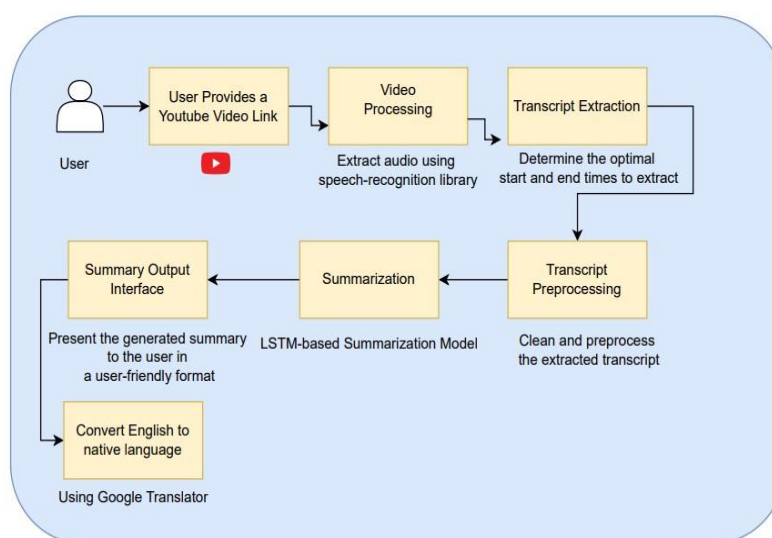 User
User Provides a
Youtube Video Link
Video
Processing
Extract audio using
speech-recognition library
Transcript Extraction
Determine the optimal
start and end times to extract
Transcript
Preprocessing
Clean and preprocess
the extracted transcript
Summarization
LSTM-based Summarization Model
Summary Output
Interface
Present the generated summary
to the user in
a user-friendly format
Convert English to
native language
Using Google Translator